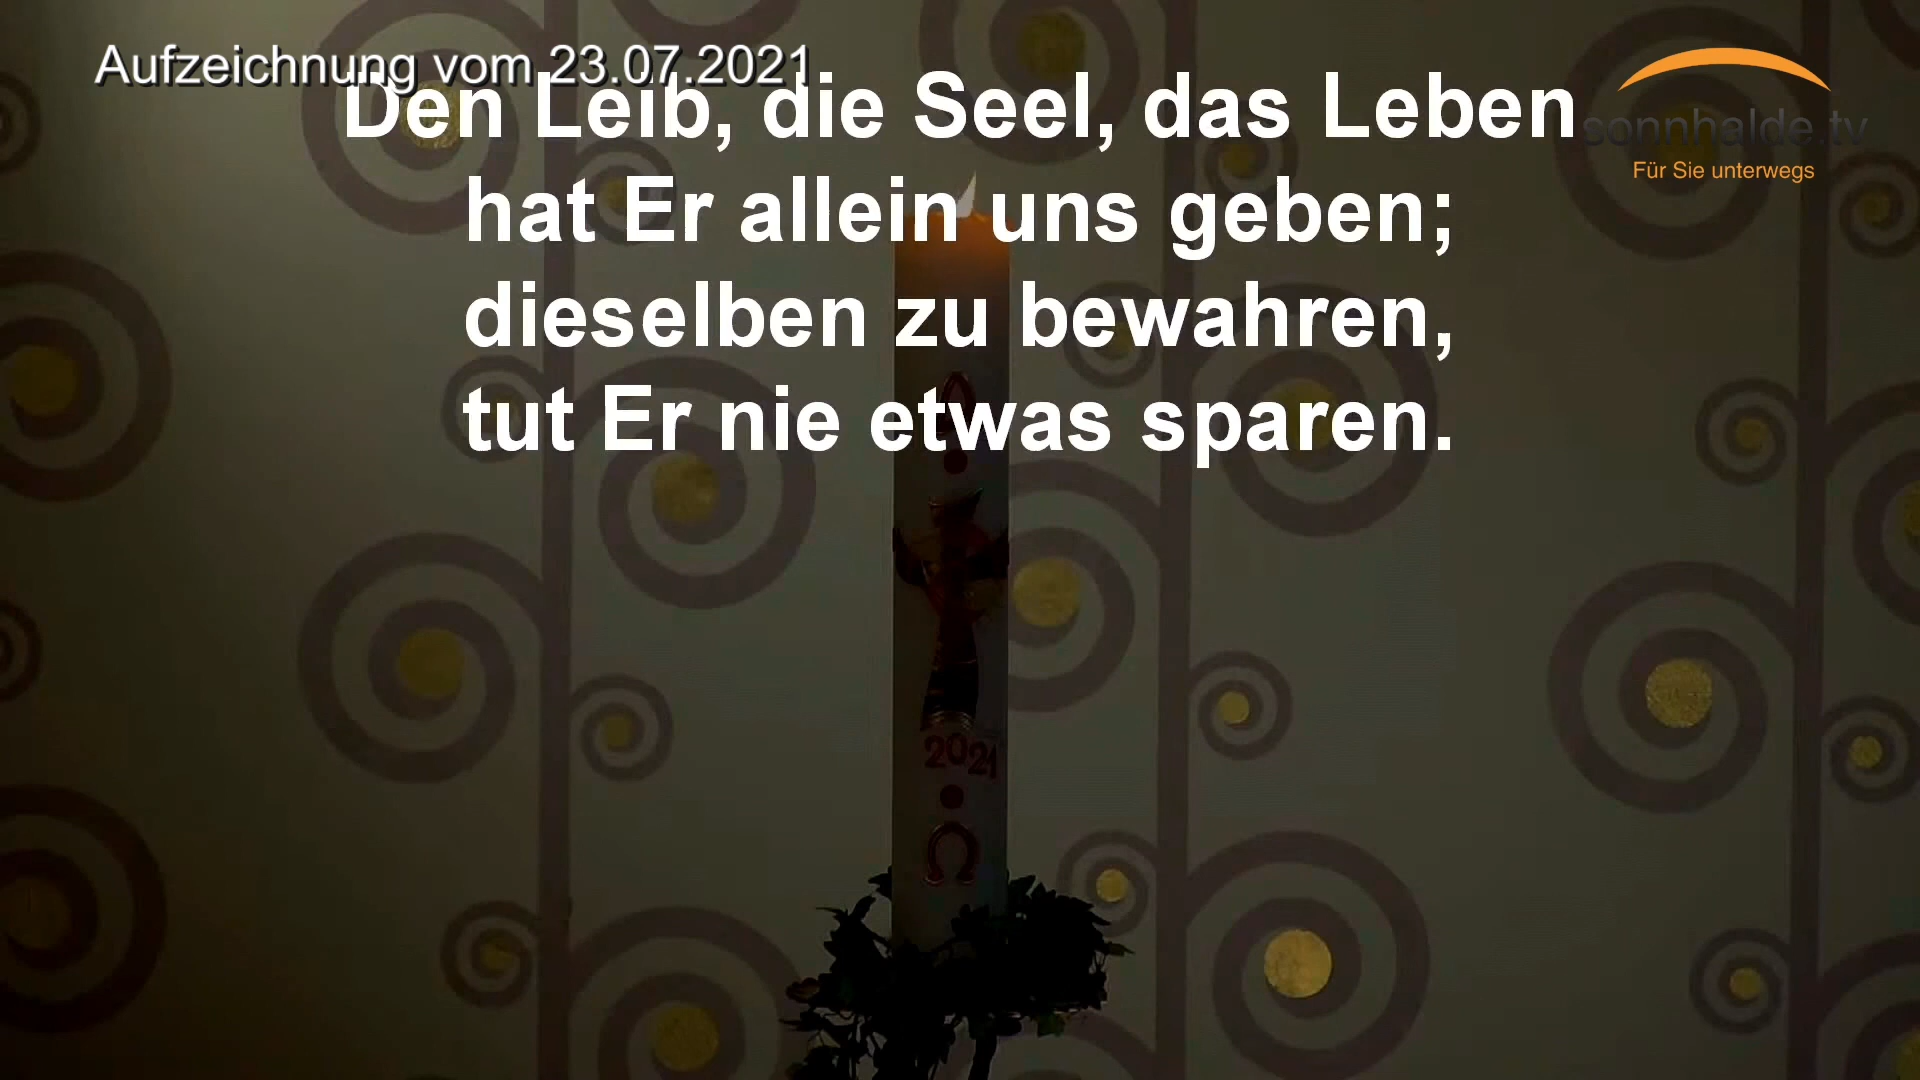 Aufzeichnung vom 23.07.2021
Den Leib, die Seel, das Leben
hat Er allein uns geben;
dieselben zu bewahren,
tut Er nie etwas sparen.
sonnhalde.tv
Für Sie unterwegs
2021
Ω